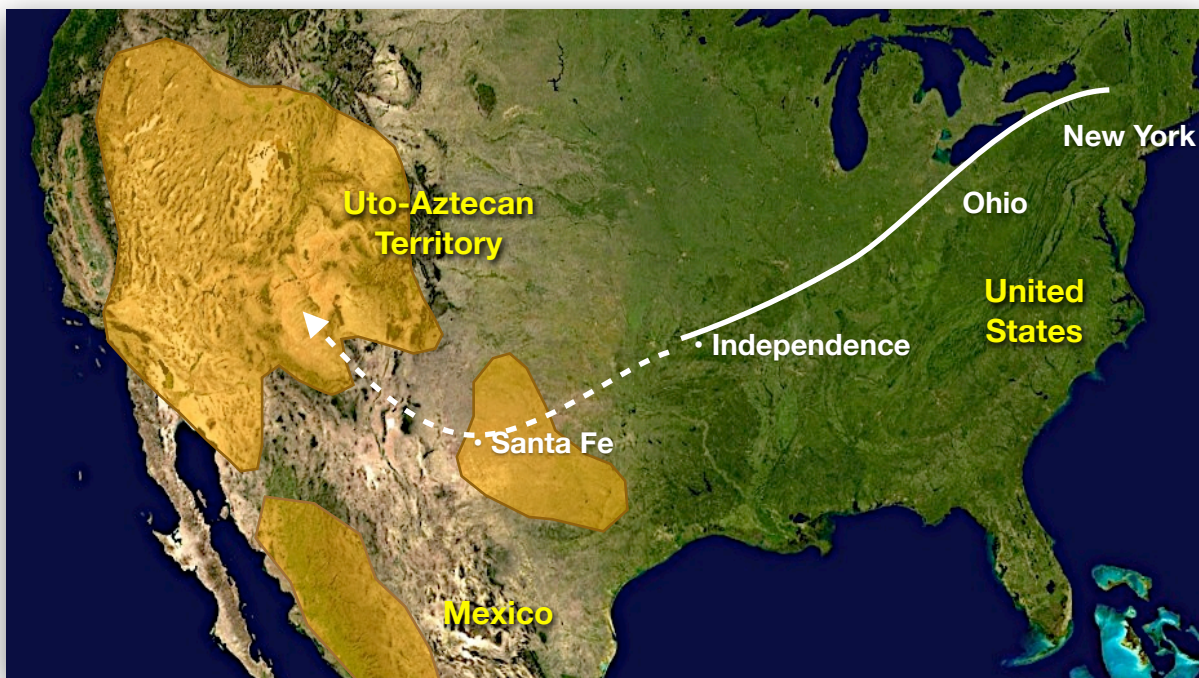 New York
Uto-Aztecan
Territory
Ohio
United
States
Independence
Santa Fe
Mexico